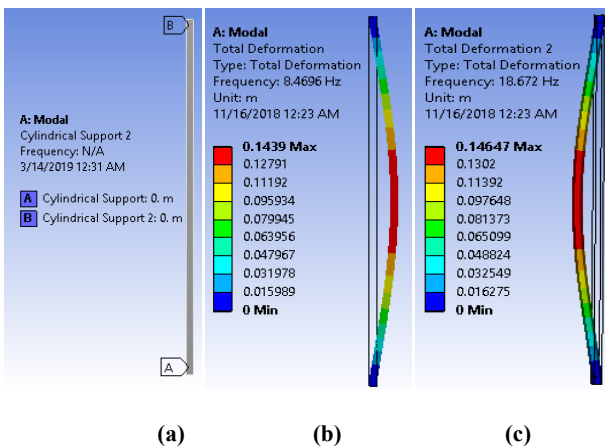 B
A: Modal
Cylindrical Support 2
Frequency: N/A
3/14/2019 12:31 AM
A Cylindrical Support: 0. m
B Cylindrical Support 2: 0. m
A
A: Modal
Total Deformation
Type: Total Deformation
Frequency: 8.4696 Hz
Unit: m
11/16/2018 12:23 AM
0.1439 Max
0.12791
0.11192
0.095934
0.079945
0.063956
0.047967
0.031978
0.015989
0 Min
A: Modal
Total Deformation 2
Type: Total Deformation
Frequency: 18.672 Hz
Unit: m
11/16/2018 12:23 AM
0.14647 Max
0.1302
0.11392
0.097648
0.081373
0.065099
0.048824
0.032549
0.016275
0 Min
(a) (b) (c)